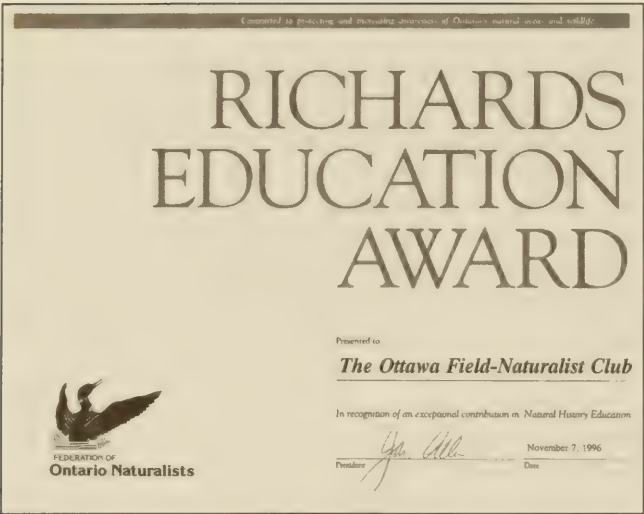 Committed to protecting and increasing awareness of Ontario's natural areas and wildlife
RICHARDS
EDUCATION
AWARD
Presented to
The Ottawa Field-Naturalist Club
In recognition of an exceptional contribution in Natural History Education
November 7, 1996
President
Date
FEDERATION OF
Ontario Naturalists